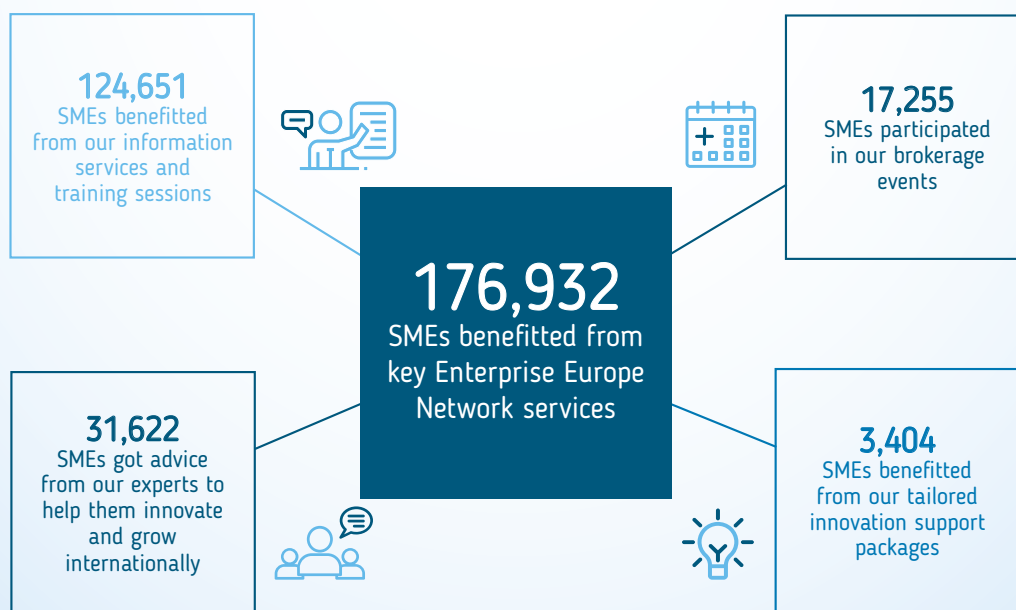 124,651
SMEs benefitted
from our information
services and
training sessions
17,255
SMEs participated
in our brokerage
events
176,932
SMEs benefitted from
key Enterprise Europe
Network services
31,622
SMEs got advice
from our experts to
help them innovate
and grow
internationally
3,404
SMEs benefitted
from our tailored
innovation support
packages